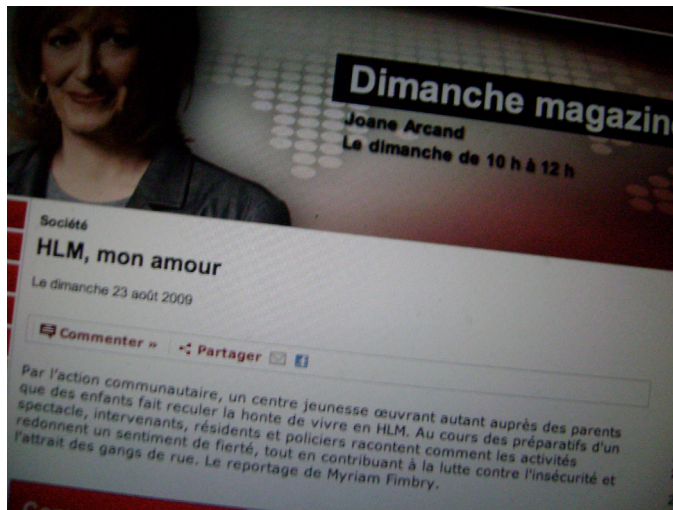 Dimanche magazin
Joane Arcand
Le dimanche de 10 h à 12 h
Société
HLM, mon amour
Le dimanche 23 août 2009
Commenter »
Partager
Par l'action communautaire, un centre jeunesse œuvrant autant auprès des parents
que des enfants fait reculer la honte de vivre en HLM. Au cours des préparatifs d'un
spectacle, intervenants, résidents et policiers racontent comment les activités
redonnent un sentiment de fierté, tout en contribuant à la lutte contre l'insécurité et
l'attrait des gangs de rue. Le reportage de Myriam Fimbry.